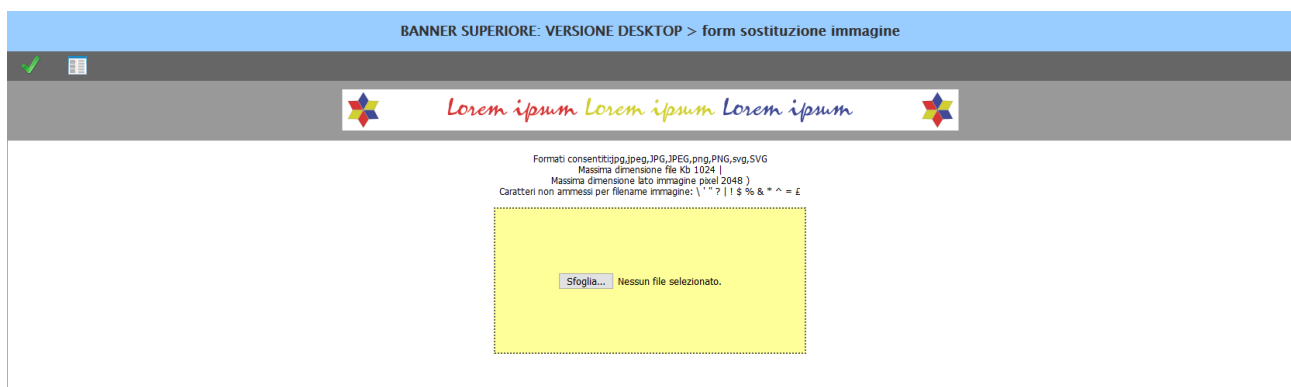 BANNER SUPERIORE: VERSIONE DESKTOP > form sostituzione immagine
Lorem ipsum Lorem ipsum Lorem ipsum
Formati consentiti:jpg,jpeg,JPG,JPEG,png,PNG,svg,SVG
Massima dimensione file Kb 1024 |
Massima dimensione lato immagine pixel 2048 )
Caratteri non ammessi per filename immagine: \ ' " ? | ! $ % & * ^ = £
Sfoglia... Nessun file selezionato.